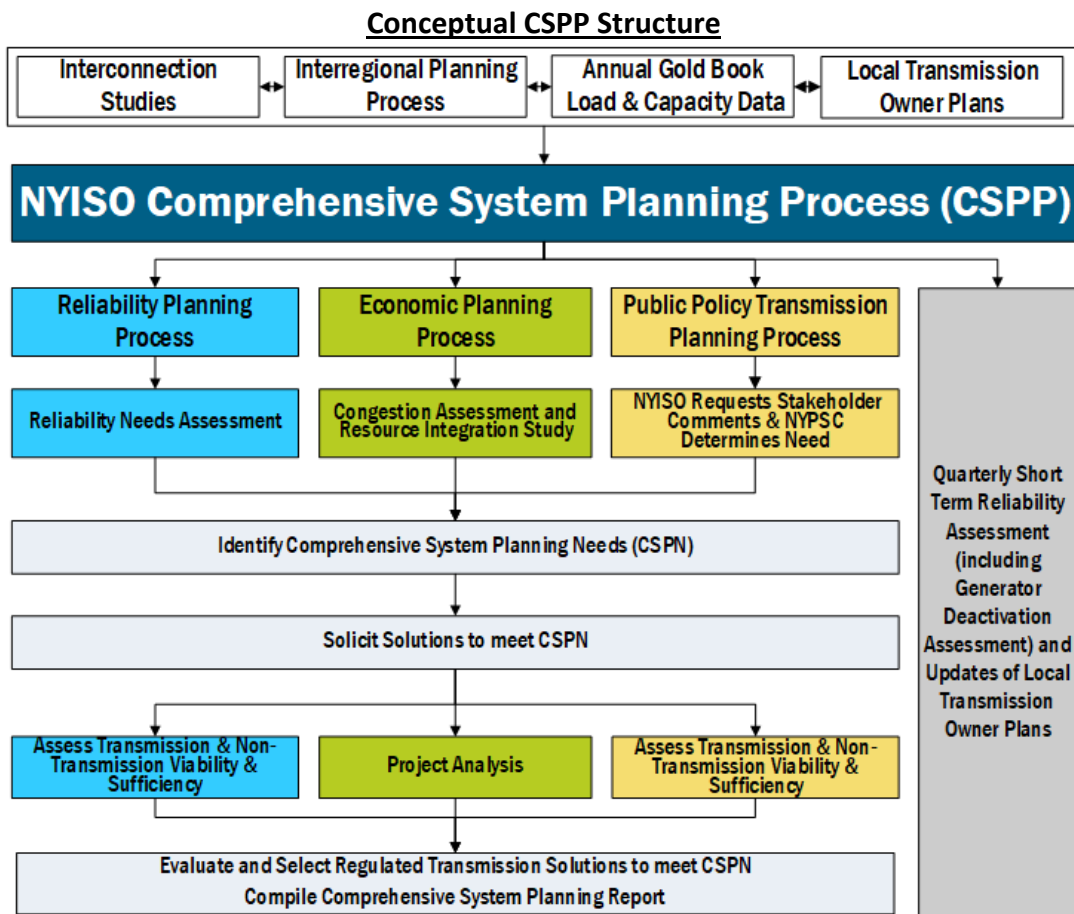 Conceptual CSPP Structure
Interconnection
Studies
Interregional Planning
Process
Annual Gold Book
Load & Capacity Data
Local Transmission
Owner Plans
NYISO Comprehensive System Planning Process (CSPP)
Reliability Planning
Process
Economic Planning
Process
Public Policy Transmission
Planning Process
Reliability Needs Assessment
Congestion Assessment and
Resource Integration Study
NYISO Requests Stakeholder
Comments & NYPSC
Determines Need
Identify Comprehensive System Planning Needs (CSPN)
Solicit Solutions to meet CSPN
Assess Transmission & Non-
Transmission Viability &
Sufficiency
Project Analysis
Assess Transmission & Non-
Transmission Viability &
Sufficiency
Evaluate and Select Regulated Transmission Solutions to meet CSPN
Compile Comprehensive System Planning Report
Quarterly Short
Term Reliability
Assessment
(including
Generator
Deactivation
Assessment) and
Updates of Local
Transmission
Owner Plans